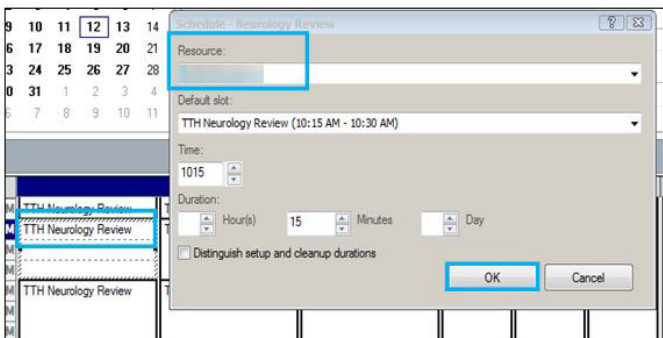 9 10 11 12 13 14
6 17 18 19 20 21
3 24 25 26 27 28
0 31 1 2 3 4
6 7 8 9 10 11
Schedule - Neurology Review
Resource:
Default slot:
TTH Neurology Review (10:15 AM - 10:30 AM)
Time:
1015
Duration:
Hour(s) 15 Minutes Day
Distinguish setup and cleanup durations
OK Cancel
M TTH Neurology Review T
M TTH Neurology Review T
M
M
M TTH Neurology Review T
M
M